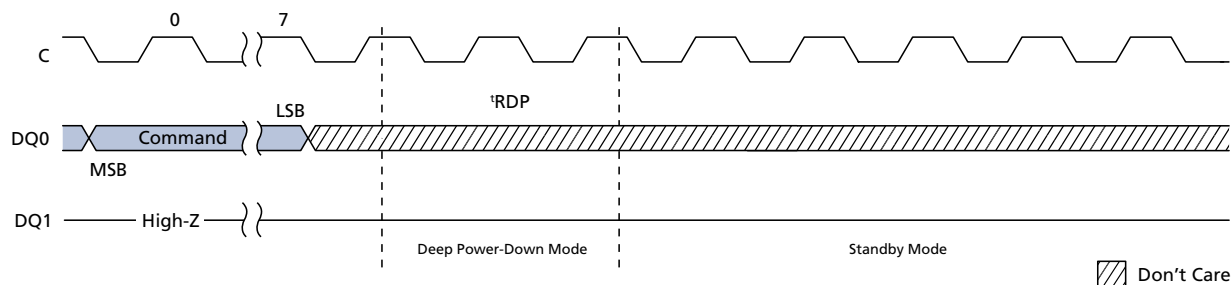 0 7
C
ᵗRDP
LSB
DQ0 Command
MSB
DQ1 High-Z
Deep Power-Down Mode Standby Mode
Don't Care